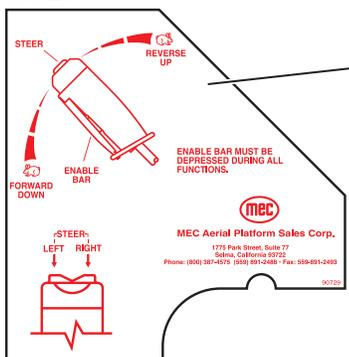 STEER
REVERSE
UP
ENABLE
BAR
FORWARD
DOWN
ENABLE BAR MUST BE
DEPRESSED DURING ALL
FUNCTIONS.
mec
MEC Aerial Platform Sales Corp.
1775 Park Street, Suite 77
Selma, California 93722
Phone: (800) 387-4575 (559) 891-2488 - Fax: 559-891-2493
STEER
LEFT RIGHT
90729